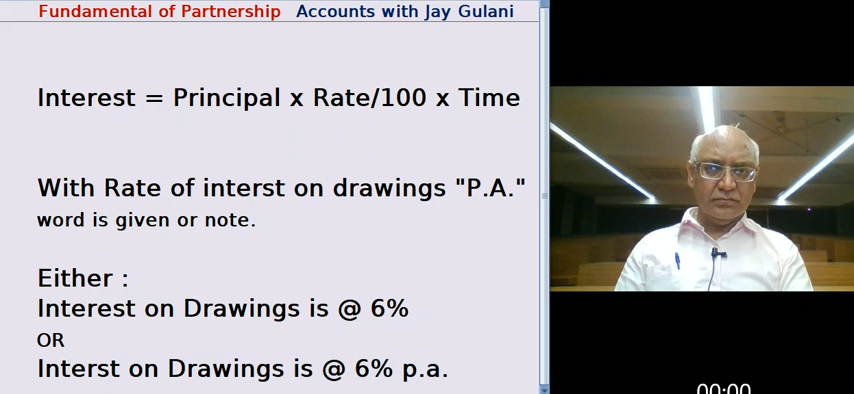 Fundamental of Partnership Accounts with Jay Gulani
Interest = Principal x Rate/100 x Time
With Rate of interst on drawings "P.A."
word is given or note.
Either :
Interest on Drawings is @ 6%
OR
Interst on Drawings is @ 6% p.a.
00:00